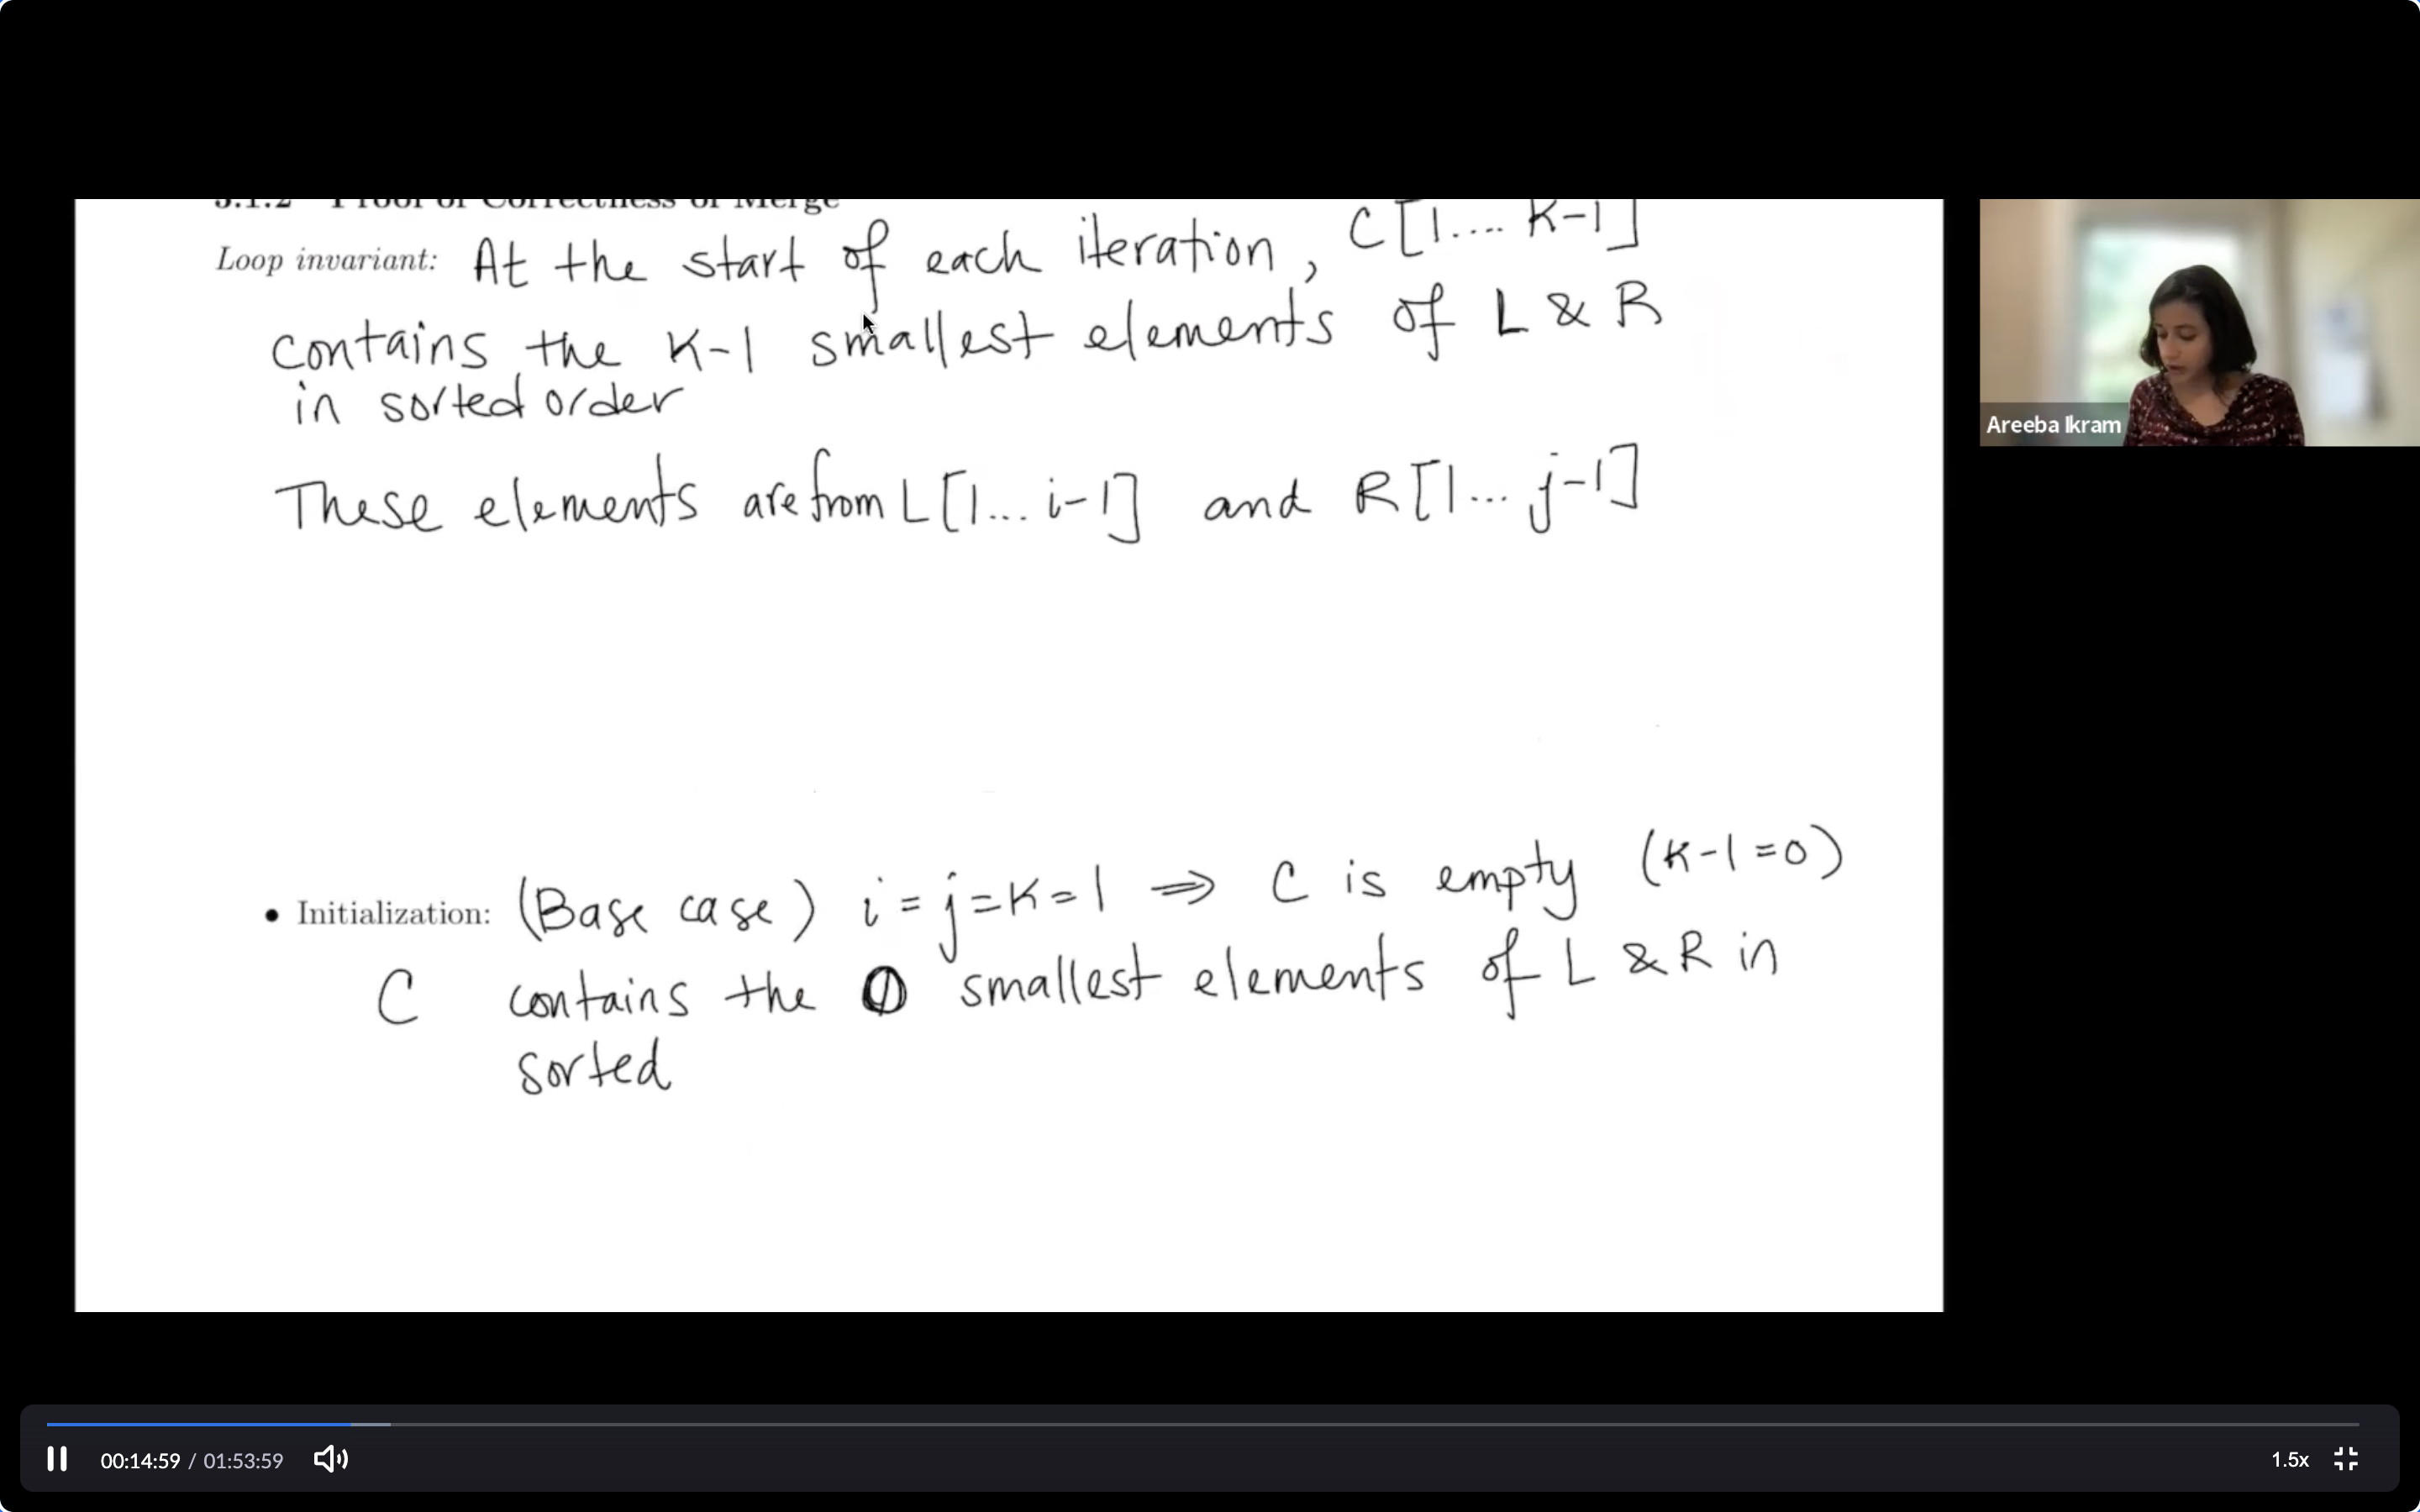 3.1.2 Proof of Correctness of Merge
Loop invariant: At the start of each iteration, C[1.... K-1]
contains the K-1 smallest elements of L & R
in sorted order
These elements are from L[1... i-1] and R[1... j-1]
• Initialization: (Base case) i = j = K = 1 ⇒ C is empty (K-1=0)
C contains the 0 smallest elements of L & R in
sorted
Areeba Ikram
00:14:59 / 01:53:59
1.5x